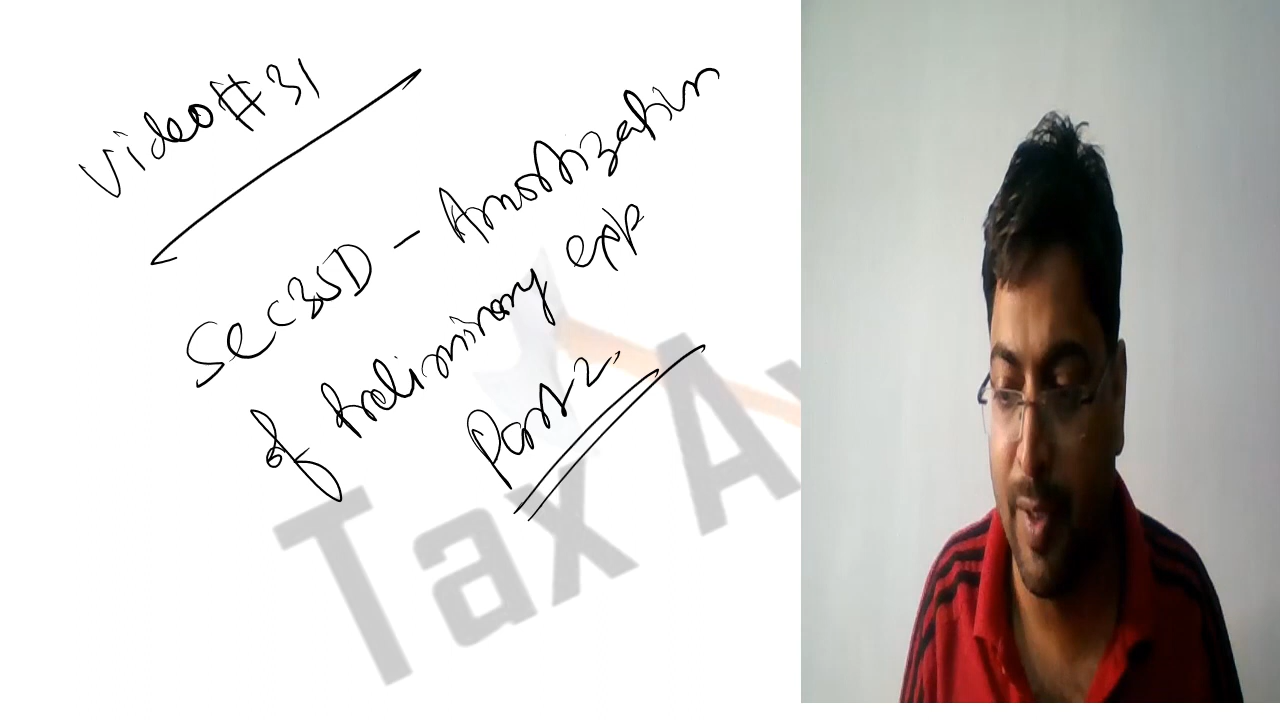 Video#31
Sec35D - Amortization
of preliminary exp
Part 2.
Tax A